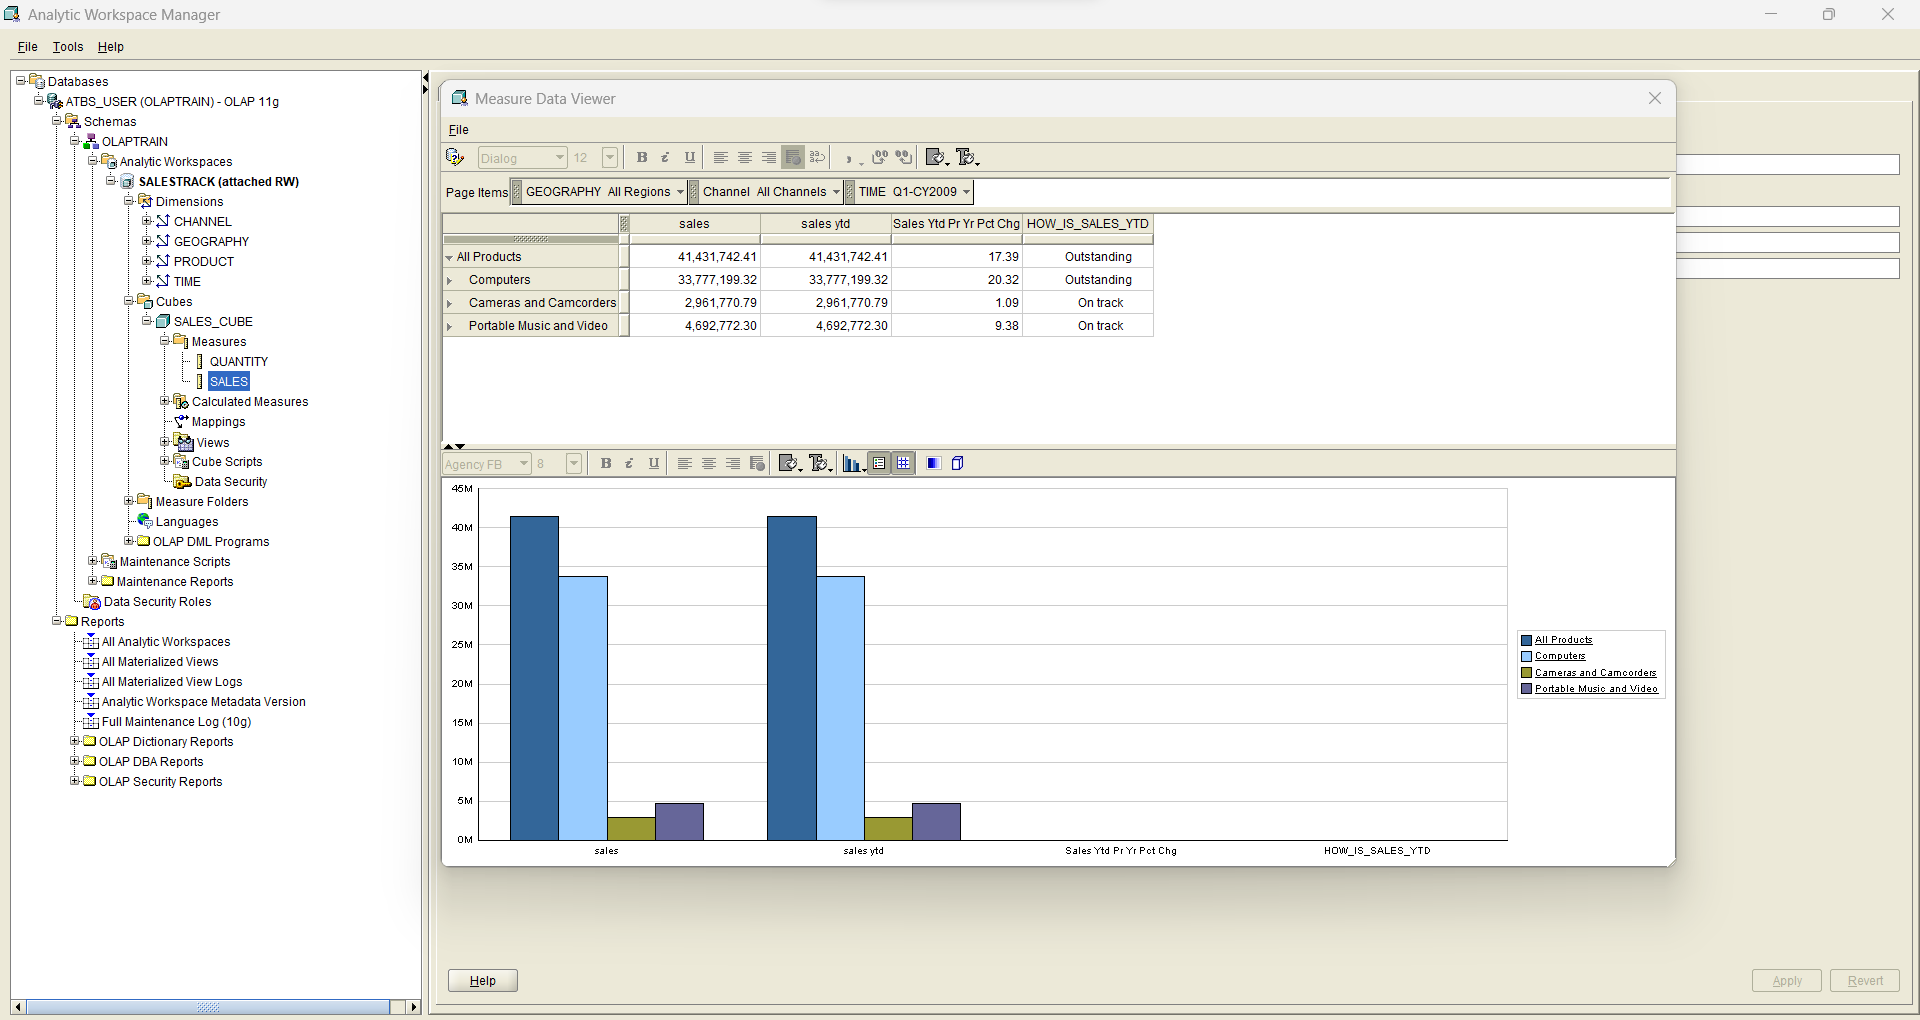 Analytic Workspace Manager
File Tools Help
Databases
ATBS_USER (OLAPTRAIN) - OLAP 11g
Schemas
OLAPTRAIN
Analytic Workspaces
SALESTRACK (attached RW)
Dimensions
CHANNEL
GEOGRAPHY
PRODUCT
TIME
Cubes
SALES_CUBE
Measures
QUANTITY
SALES
Calculated Measures
Mappings
Views
Cube Scripts
Data Security
Measure Folders
Languages
OLAP DML Programs
Maintenance Scripts
Maintenance Reports
Data Security Roles
Reports
All Analytic Workspaces
All Materialized Views
All Materialized View Logs
Analytic Workspace Metadata Version
Full Maintenance Log (10g)
OLAP Dictionary Reports
OLAP DBA Reports
OLAP Security Reports
Measure Data Viewer
File
Dialog 12 B i U
Page Items GEOGRAPHY All Regions Channel All Channels TIME Q1-CY2009
sales sales ytd Sales Ytd Pr Yr Pct Chg HOW_IS_SALES_YTD
All Products 41,431,742.41 41,431,742.41 17.39 Outstanding
Computers 33,777,199.32 33,777,199.32 20.32 Outstanding
Cameras and Camcorders 2,961,770.79 2,961,770.79 1.09 On track
Portable Music and Video 4,692,772.30 4,692,772.30 9.38 On track
Agency FB 8 B i U
45M
40M
35M
30M
25M
20M
15M
10M
5M
0M
sales sales ytd Sales Ytd Pr Yr Pct Chg HOW_IS_SALES_YTD
All Products
Computers
Cameras and Camcorders
Portable Music and Video
Help Apply Revert